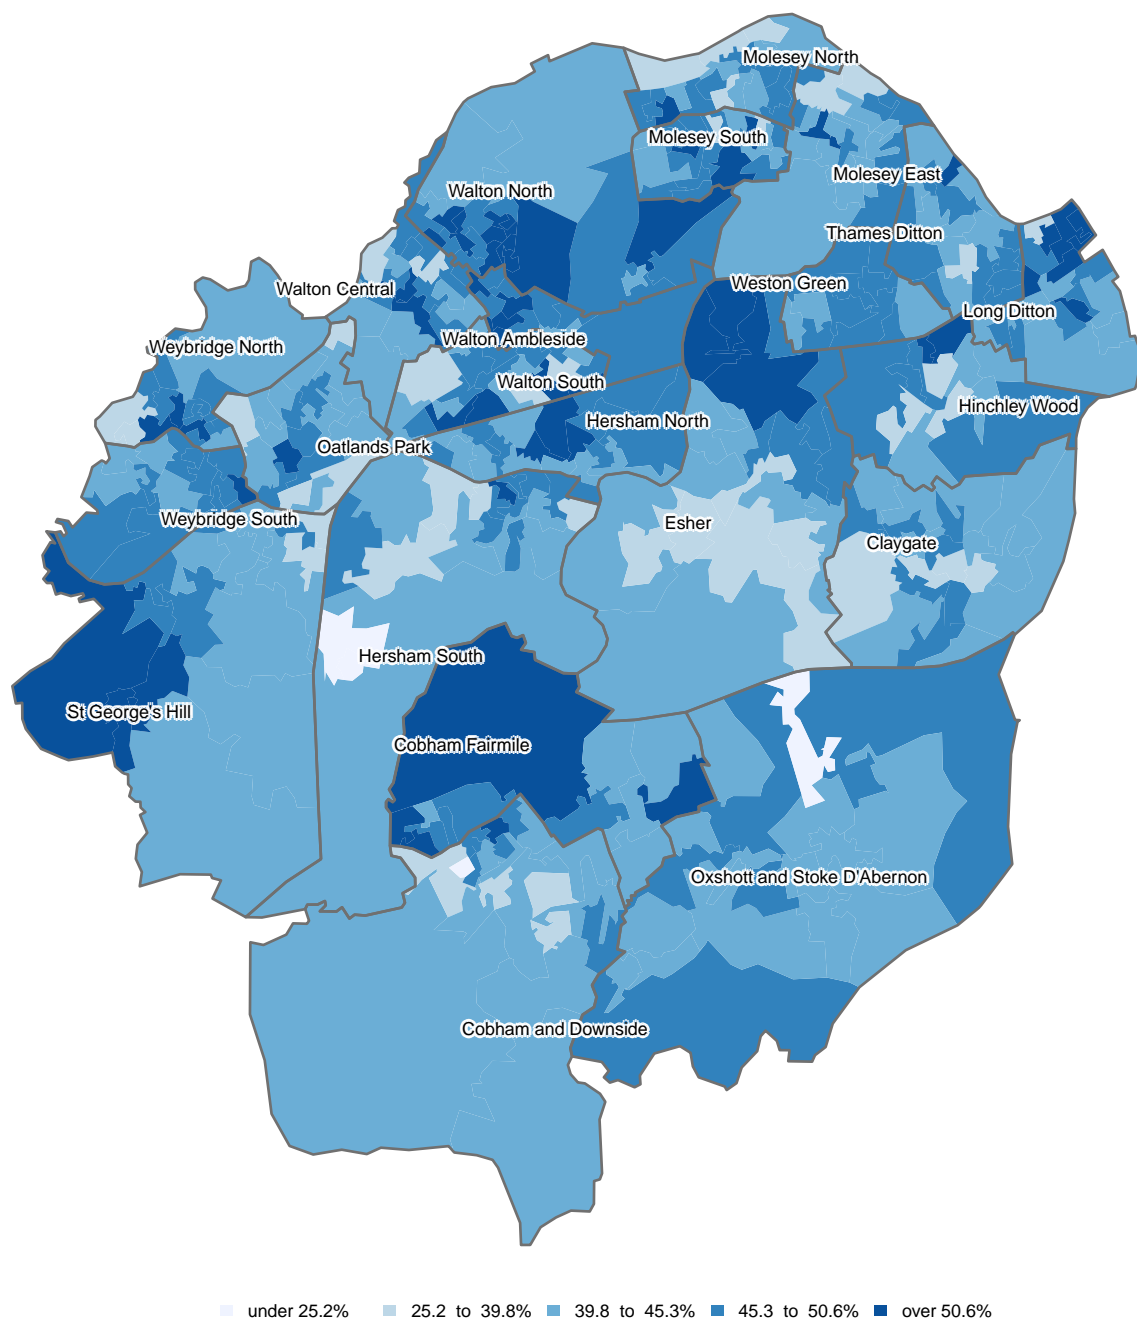 Molesey North
Molesey South
Molesey East
Walton North
Thames Ditton
Weston Green
Walton Central
Long Ditton
Walton Ambleside
Weybridge North
Walton South
Hinchley Wood
Hersham North
Oatlands Park
Weybridge South
Esher
Claygate
Hersham South
St George's Hill
Cobham Fairmile
Oxshott and Stoke D'Abernon
Cobham and Downside
under 25.2% 25.2 to 39.8% 39.8 to 45.3% 45.3 to 50.6% over 50.6%